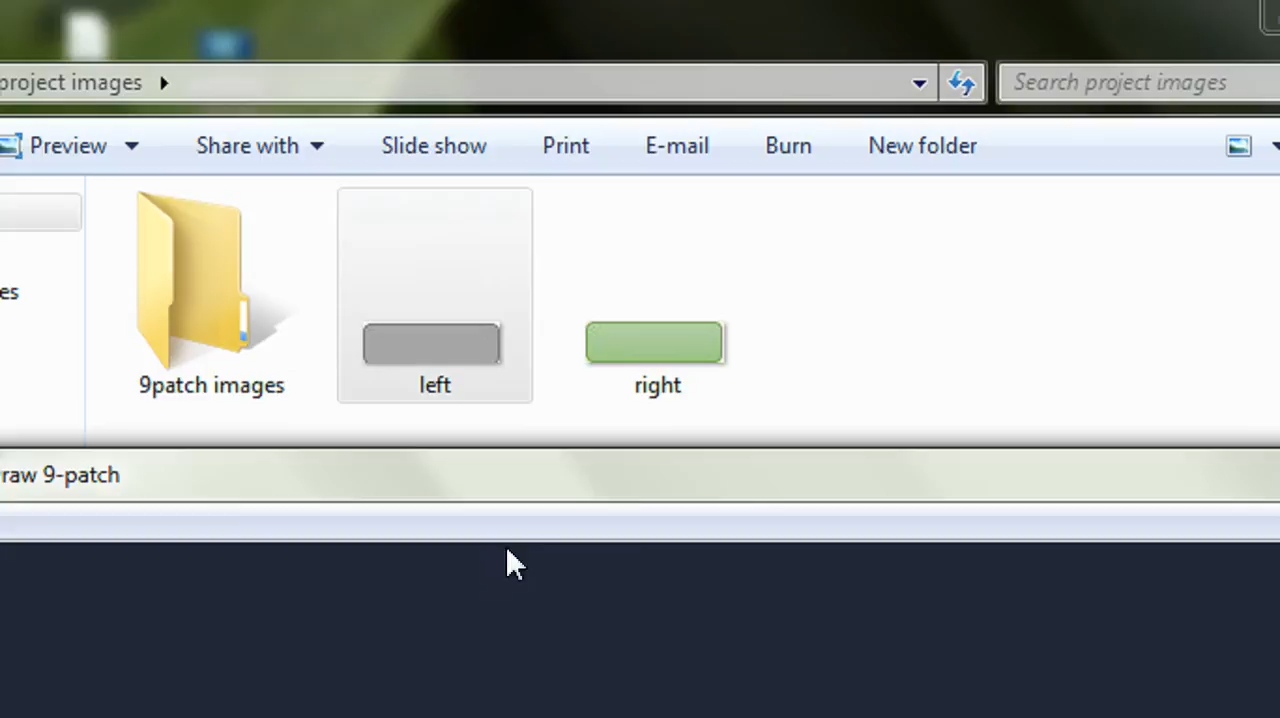 project images
Search project images
Preview
Share with
Slide show
Print
E-mail
Burn
New folder
es
9patch images
left
right
raw 9-patch